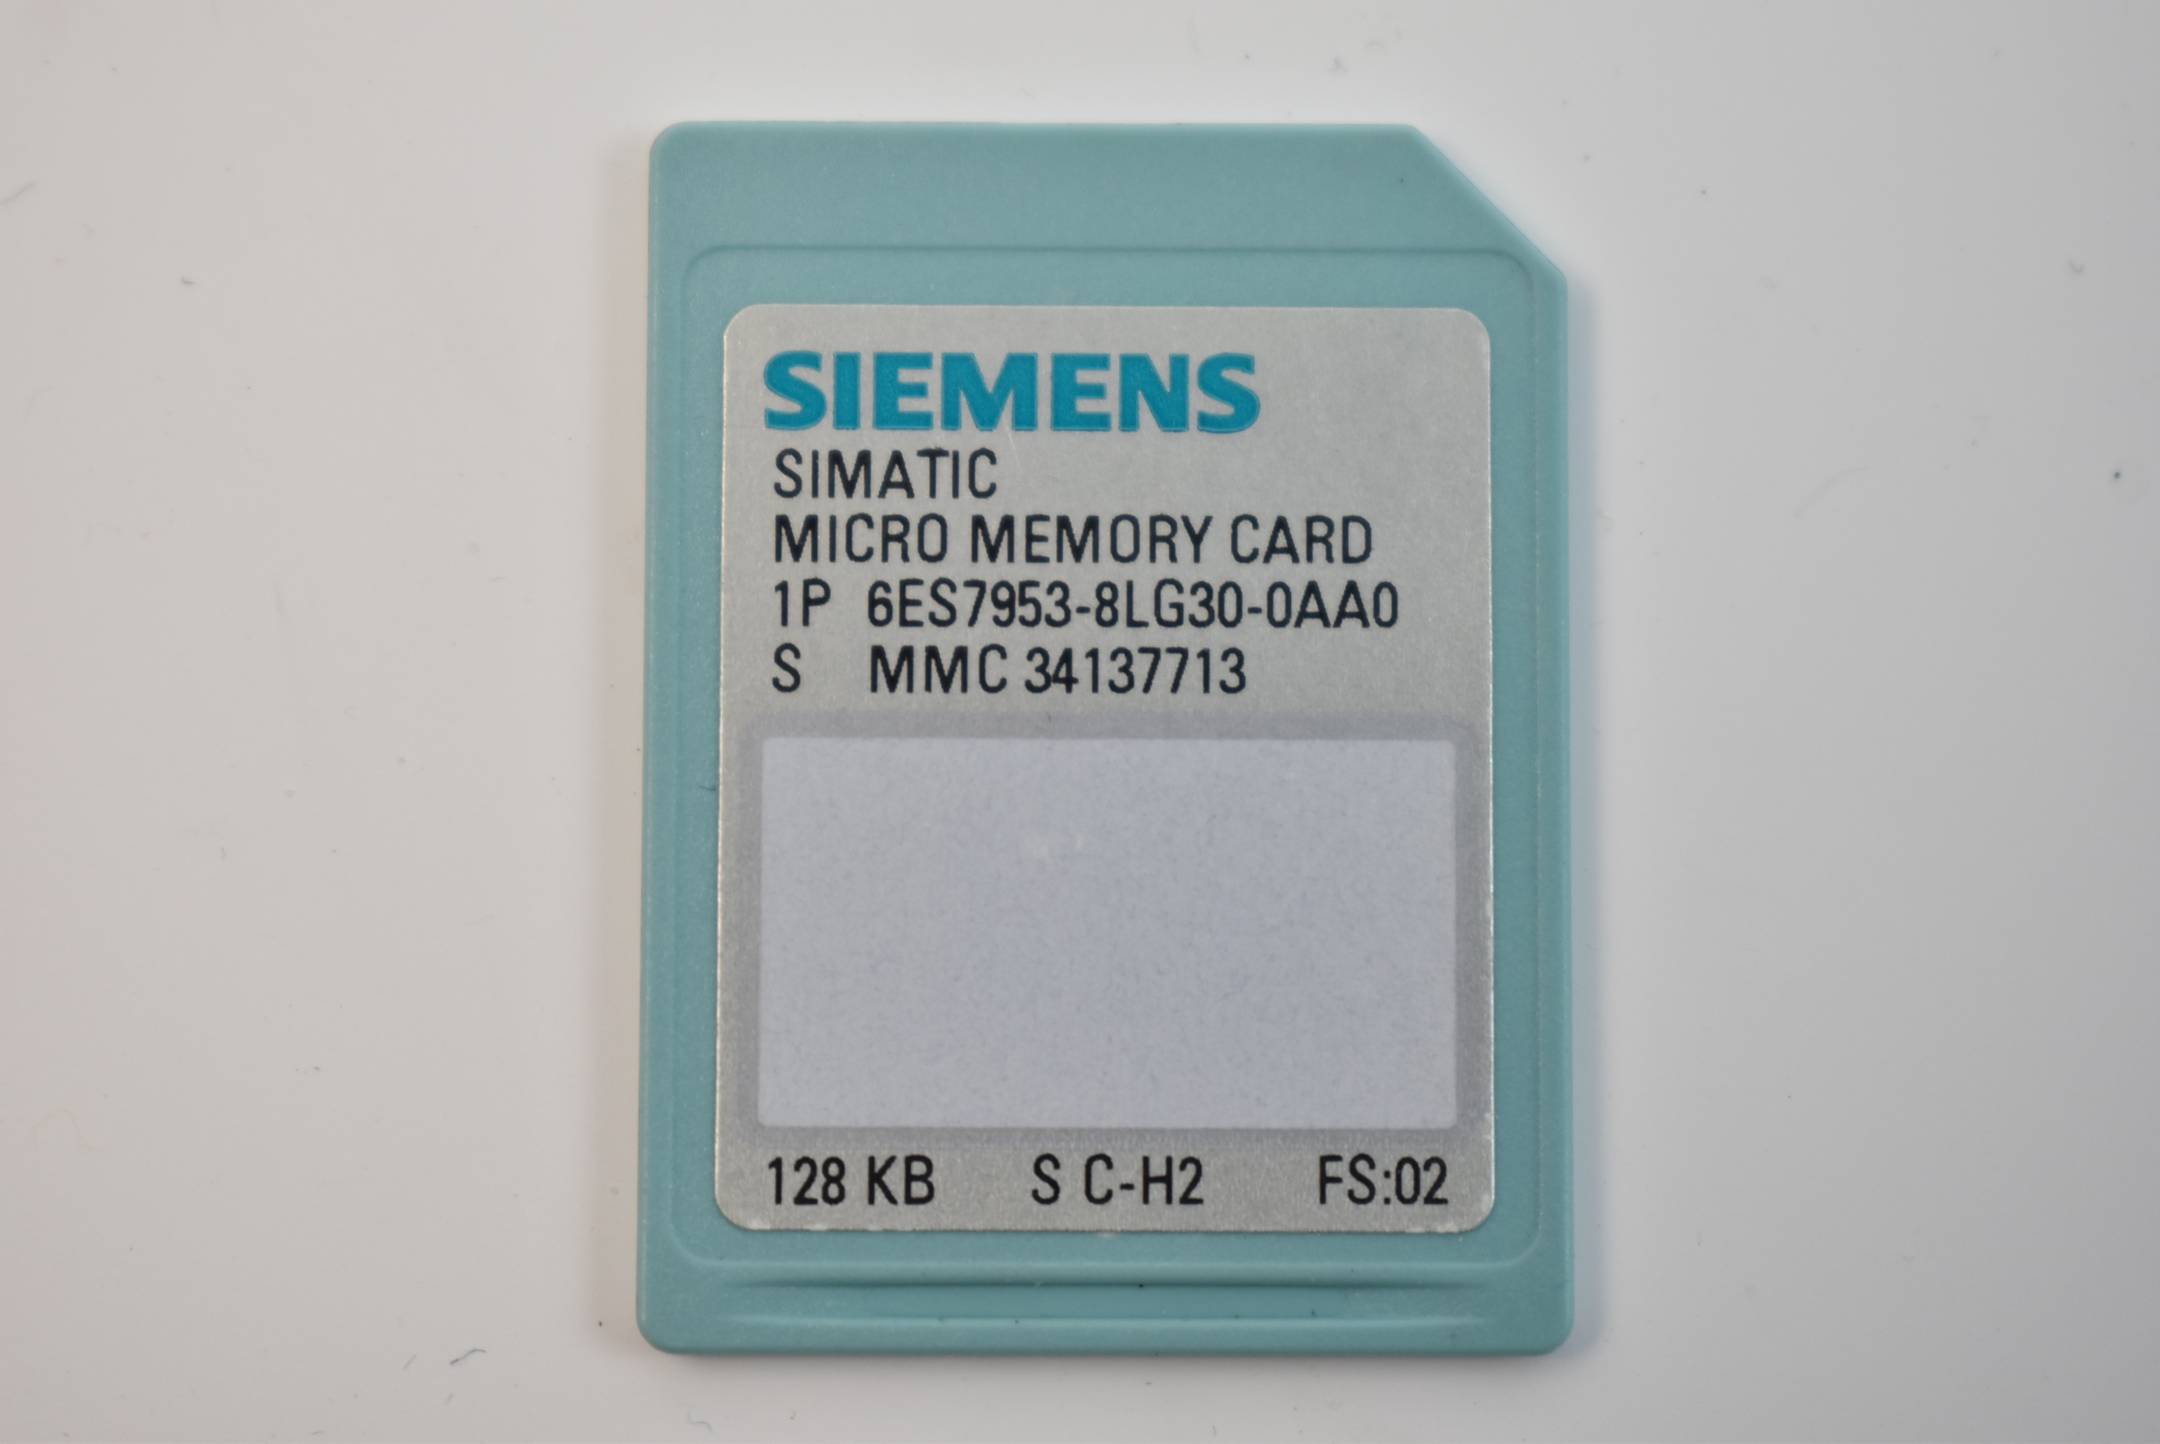 SIEMENS
SIMATIC
MICRO MEMORY CARD
1P 6ES7953-8LG30-0AA0
S MMC 34137713
128 KB S C-H2 FS:02